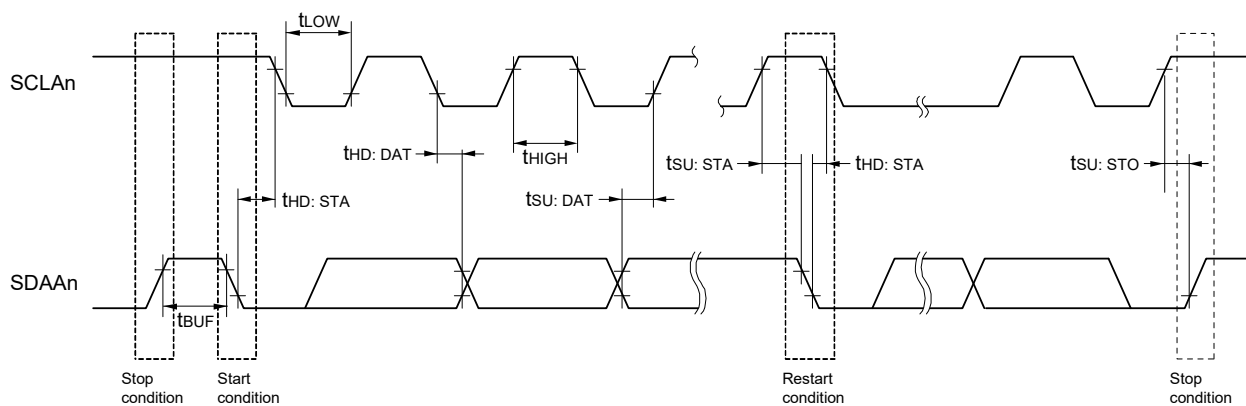 tLOW
SCLAn
tHD: DAT
tHIGH
tSU: STA
tHD: STA
tSU: STO
tHD: STA
tSU: DAT
SDAAn
tBUF
Stop
condition
Start
condition
Restart
condition
Stop
condition